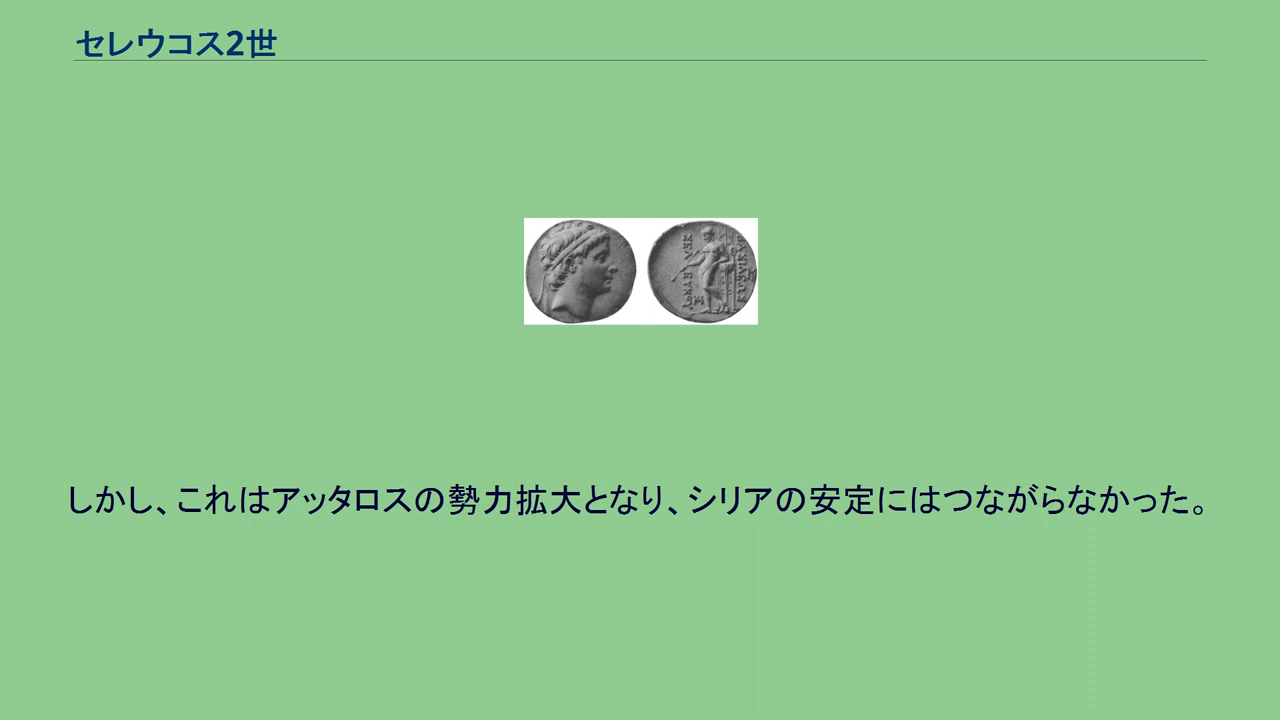 セレウコス2世
ΣΕΛΕΥΚΟΥ
しかし、これはアッタロスの勢力拡大となり、シリアの安定にはつながらなかった。